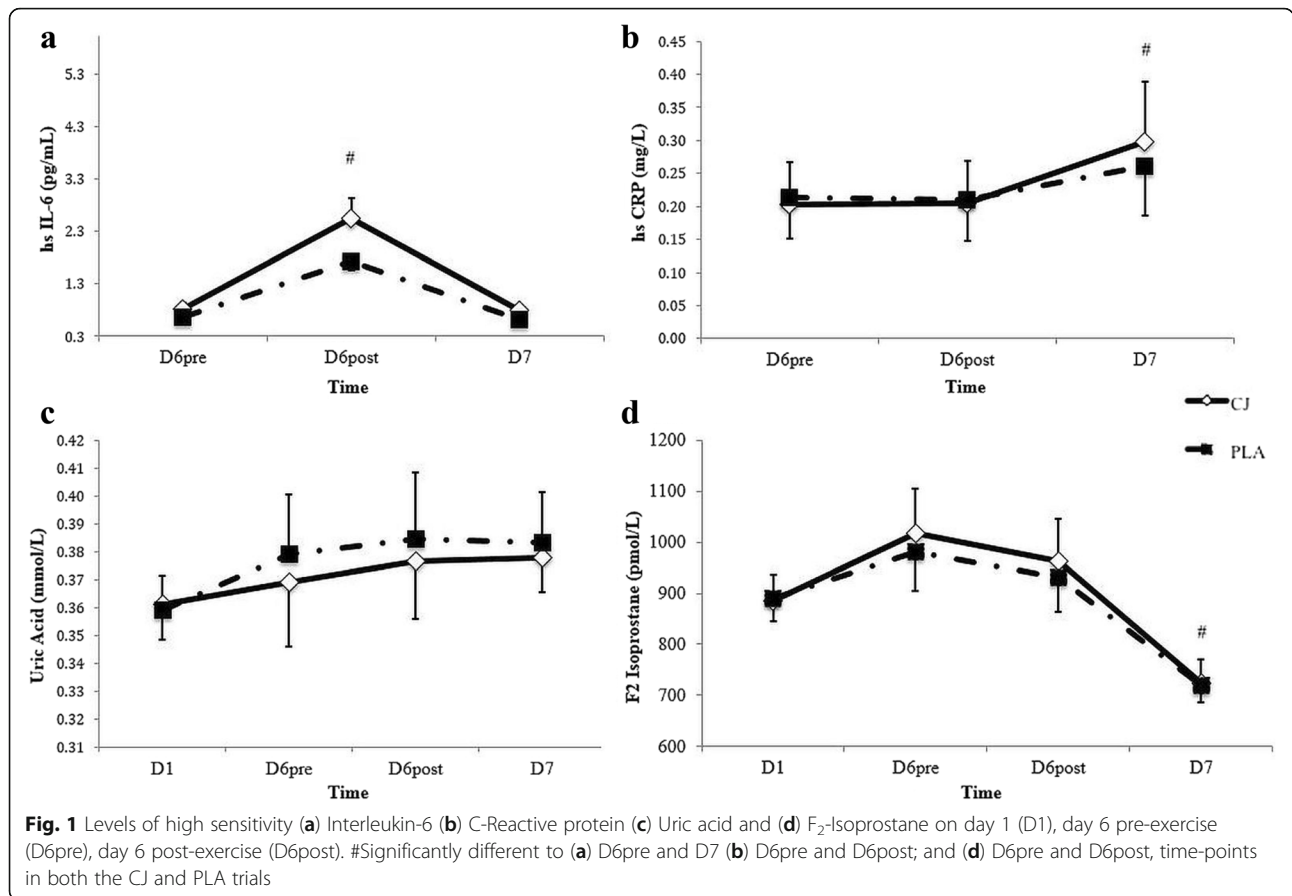 a
5.3
4.3
3.3
2.3
1.3
0.3
hs IL-6 (pg/mL)
#
D6pre D6post D7
Time
b
0.45
0.40
0.35
0.30
0.25
0.20
0.15
0.10
0.05
0.00
hs CRP (mg/L)
#
D6pre D6post D7
Time
c
0.42
0.41
0.40
0.39
0.38
0.37
0.36
0.35
0.34
0.33
0.32
0.31
Uric Acid (mmol/L)
D1 D6pre D6post D7
Time
d
CJ
PLA
1200
1100
1000
900
800
700
600
F2 Isoprostane (pmol/L)
#
D1 D6pre D6post D7
Time
Fig. 1 Levels of high sensitivity (a) Interleukin-6 (b) C-Reactive protein (c) Uric acid and (d) F₂-Isoprostane on day 1 (D1), day 6 pre-exercise
(D6pre), day 6 post-exercise (D6post). #Significantly different to (a) D6pre and D7 (b) D6pre and D6post; and (d) D6pre and D6post, time-points
in both the CJ and PLA trials